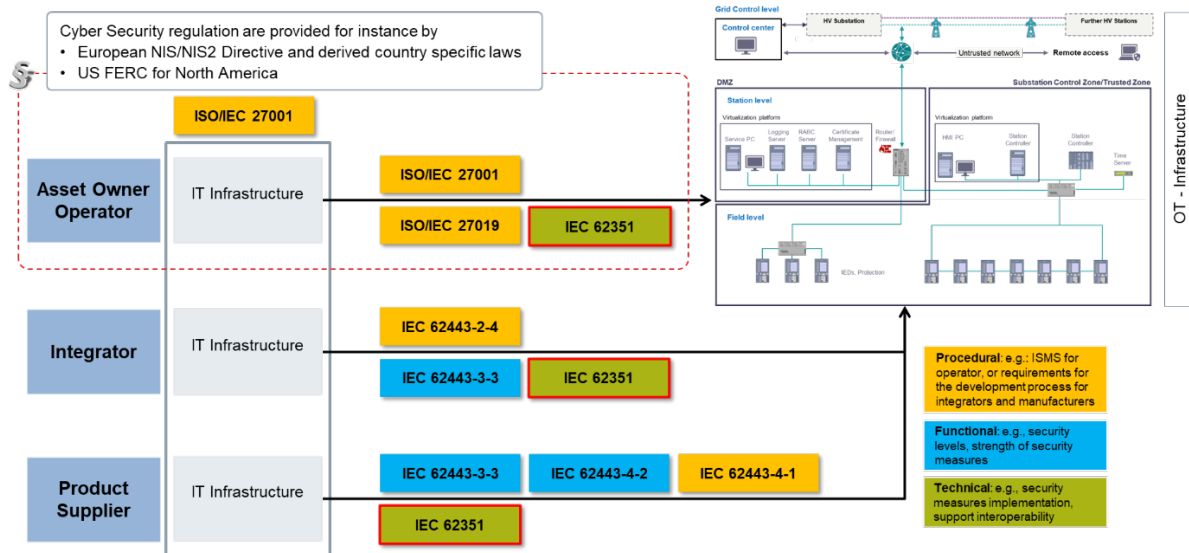 Cyber Security regulation are provided for instance by
• European NIS/NIS2 Directive and derived country specific laws
• US FERC for North America
§
ISO/IEC 27001
Asset Owner
Operator
IT Infrastructure
ISO/IEC 27001
ISO/IEC 27019
IEC 62351
Integrator
IT Infrastructure
IEC 62443-2-4
IEC 62443-3-3
IEC 62351
Product
Supplier
IT Infrastructure
IEC 62443-3-3
IEC 62443-4-2
IEC 62443-4-1
IEC 62351
Grid Control level
Control center
HV Substation
Further HV Stations
Untrusted network
Remote access
DMZ
Substation Control Zone/Trusted Zone
Station level
Virtualization platform
Service PC
Logging
Server
RABC
Server
Certificate
Management
Router/
Firewall
Virtualization platform
HMI PC
Station
Controller
Station
Controller
Time
Server
Field level
IEDs, Protection
OT - Infrastructure
Procedural: e.g.: ISMS for
operator, or requirements for
the development process for
integrators and manufacturers
Functional: e.g., security
levels, strength of security
measures
Technical: e.g., security
measures implementation,
support interoperability